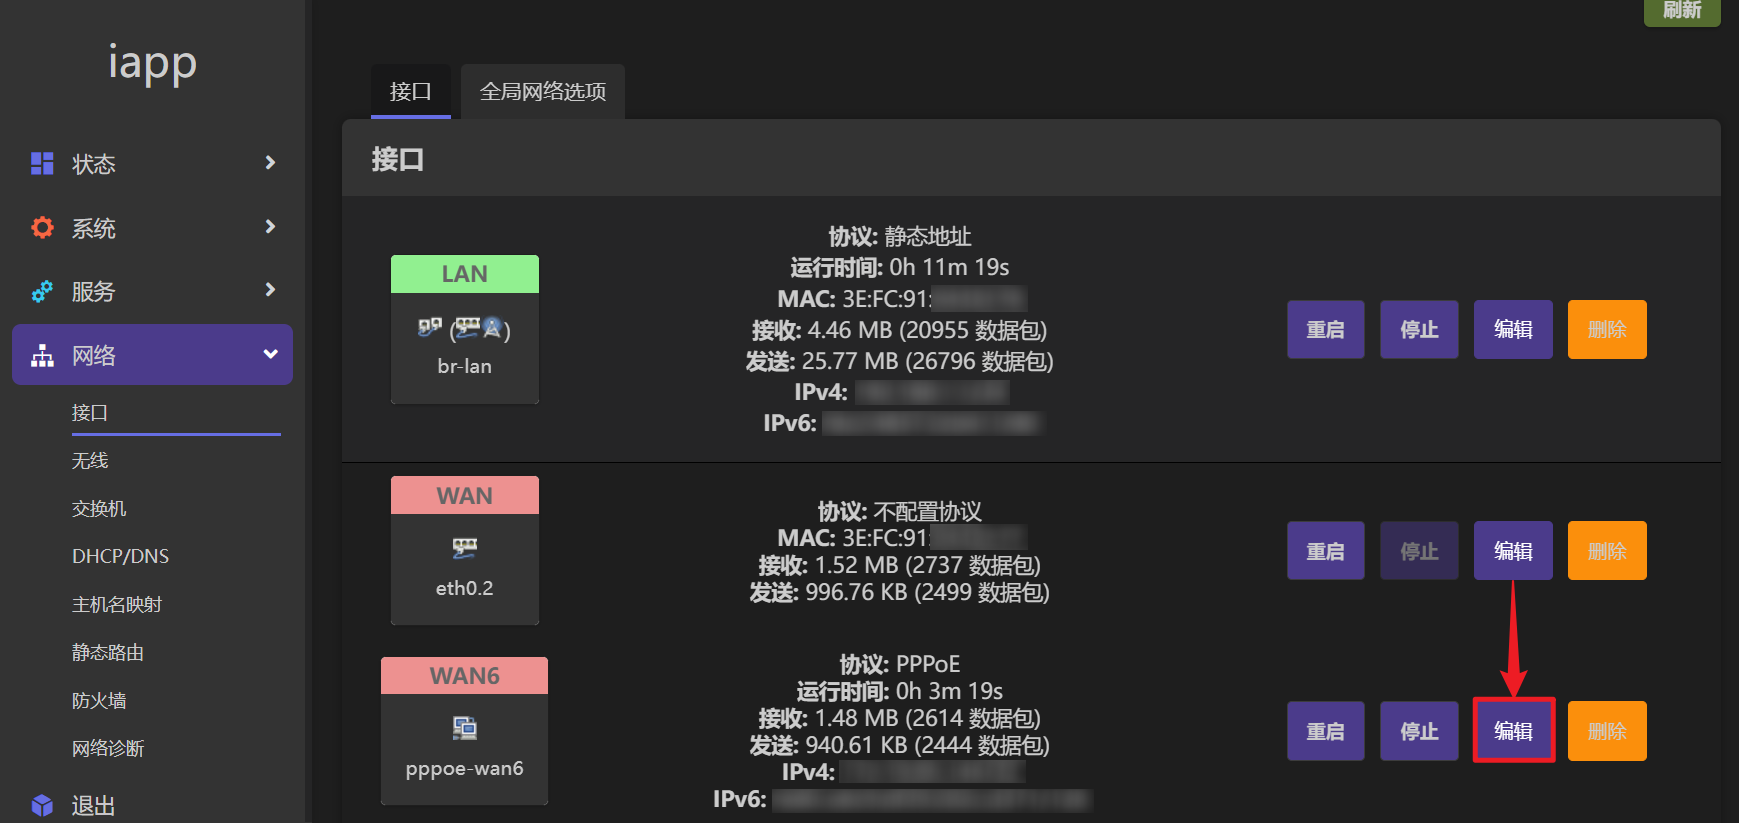 刷新
iapp
状态
系统
服务
网络
接口
无线
交换机
DHCP/DNS
主机名映射
静态路由
防火墙
网络诊断
退出
接口
全局网络选项
接口
LAN
(
)
br-lan
协议: 静态地址
运行时间: 0h 11m 19s
MAC: 3E:FC:91:
接收: 4.46 MB (20955 数据包)
发送: 25.77 MB (26796 数据包)
IPv4:
IPv6:
重启
停止
编辑
删除
WAN
eth0.2
协议: 不配置协议
MAC: 3E:FC:91:
接收: 1.52 MB (2737 数据包)
发送: 996.76 KB (2499 数据包)
重启
停止
编辑
删除
WAN6
pppoe-wan6
协议: PPPoE
运行时间: 0h 3m 19s
接收: 1.48 MB (2614 数据包)
发送: 940.61 KB (2444 数据包)
IPv4:
IPv6:
重启
停止
编辑
删除